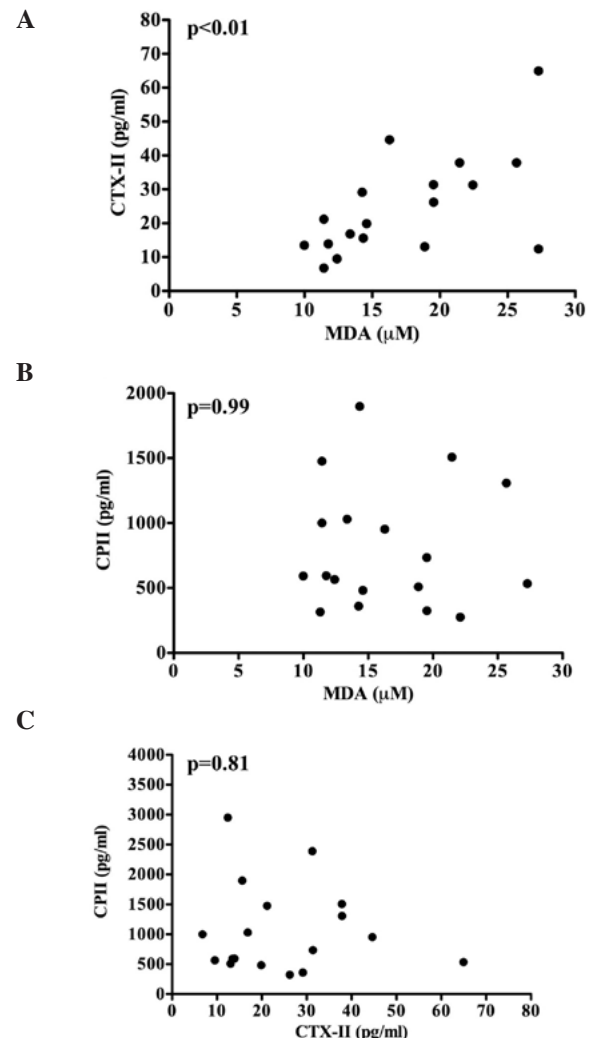 A
p<0.01
CTX-II (pg/ml)
80
70
60
50
40
30
20
10
0
0 5 10 15 20 25 30
MDA (µM)
B
p=0.99
CPII (pg/ml)
2000
1500
1000
500
0
0 5 10 15 20 25 30
MDA (µM)
C
p=0.81
CPII (pg/ml)
4000
3500
3000
2500
2000
1500
1000
500
0
0 10 20 30 40 50 60 70 80
CTX-II (pg/ml)